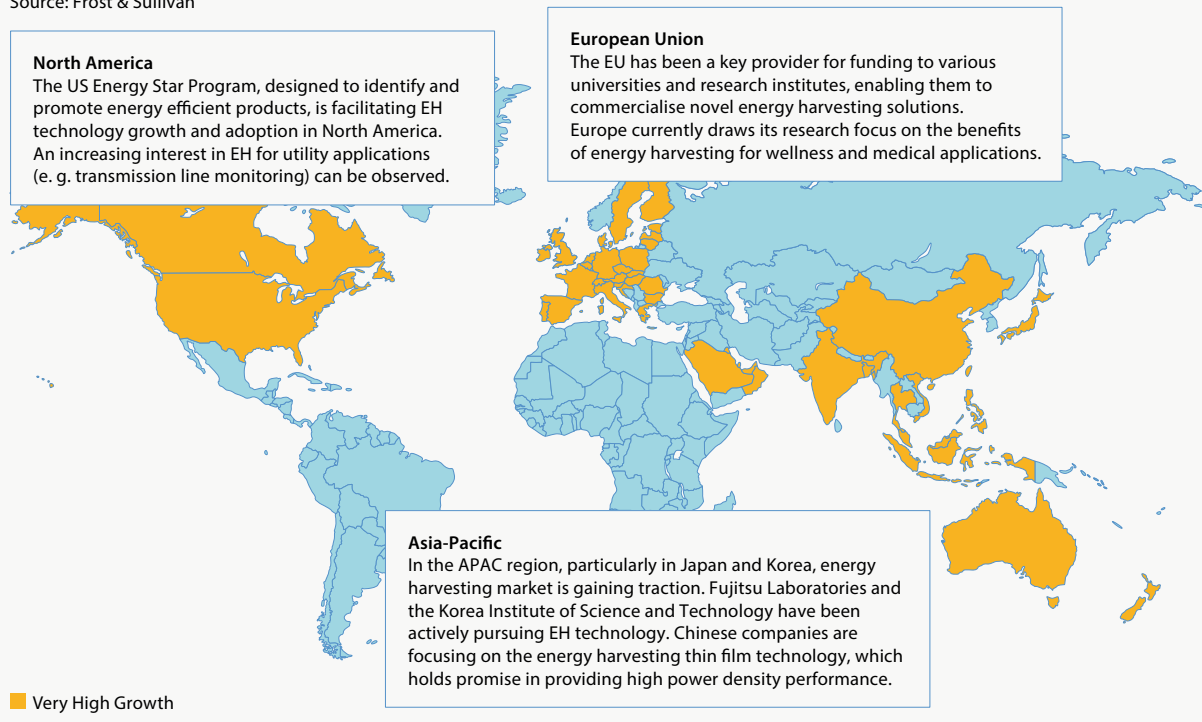 Source: Frost & Sullivan
North America
The US Energy Star Program, designed to identify and
promote energy efficient products, is facilitating EH
technology growth and adoption in North America.
An increasing interest in EH for utility applications
(e. g. transmission line monitoring) can be observed.
European Union
The EU has been a key provider for funding to various
universities and research institutes, enabling them to
commercialise novel energy harvesting solutions.
Europe currently draws its research focus on the benefits
of energy harvesting for wellness and medical applications.
Asia-Pacific
In the APAC region, particularly in Japan and Korea, energy
harvesting market is gaining traction. Fujitsu Laboratories and
the Korea Institute of Science and Technology have been
actively pursuing EH technology. Chinese companies are
focusing on the energy harvesting thin film technology, which
holds promise in providing high power density performance.
Very High Growth